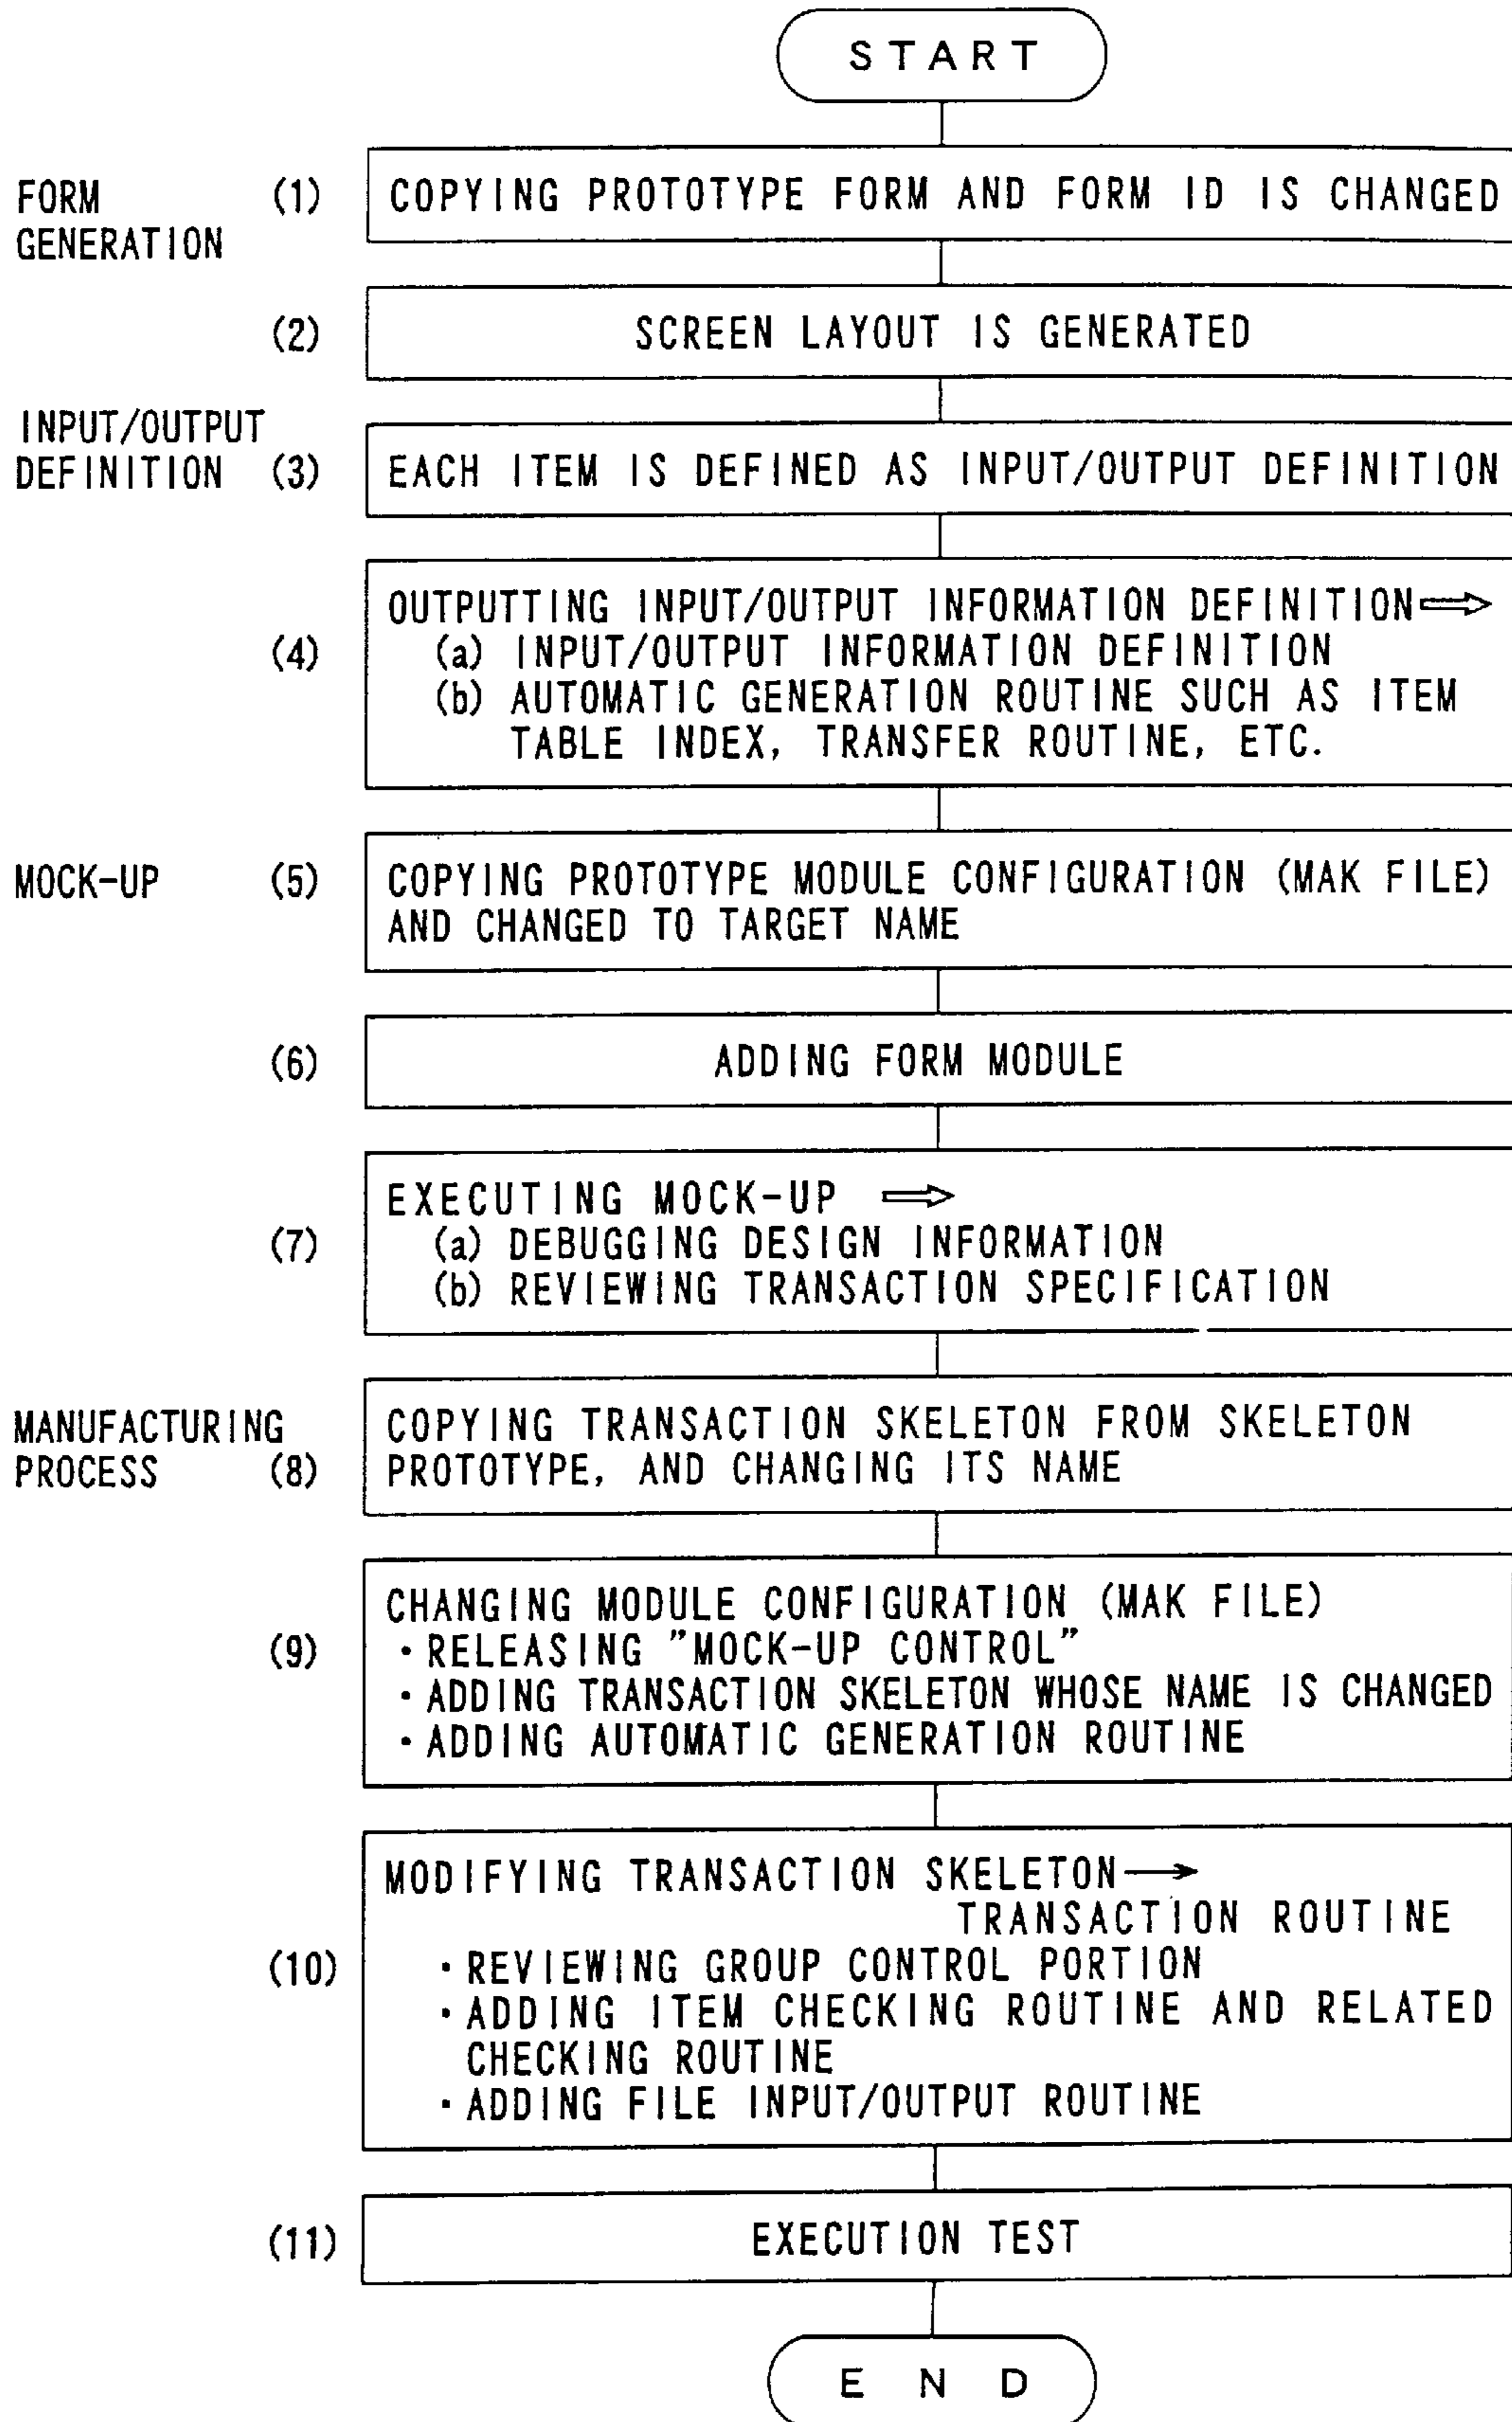 START
FORM
GENERATION
(1)
COPYING PROTOTYPE FORM AND FORM ID IS CHANGED
(2)
SCREEN LAYOUT IS GENERATED
INPUT/OUTPUT
DEFINITION (3)
EACH ITEM IS DEFINED AS INPUT/OUTPUT DEFINITION
(4)
OUTPUTTING INPUT/OUTPUT INFORMATION DEFINITION⇒
(a) INPUT/OUTPUT INFORMATION DEFINITION
(b) AUTOMATIC GENERATION ROUTINE SUCH AS ITEM
TABLE INDEX, TRANSFER ROUTINE, ETC.
MOCK-UP (5)
COPYING PROTOTYPE MODULE CONFIGURATION (MAK FILE)
AND CHANGED TO TARGET NAME
(6)
ADDING FORM MODULE
(7)
EXECUTING MOCK-UP ⇒
(a) DEBUGGING DESIGN INFORMATION
(b) REVIEWING TRANSACTION SPECIFICATION
MANUFACTURING
PROCESS (8)
COPYING TRANSACTION SKELETON FROM SKELETON
PROTOTYPE, AND CHANGING ITS NAME
(9)
CHANGING MODULE CONFIGURATION (MAK FILE)
・RELEASING ”MOCK-UP CONTROL”
・ADDING TRANSACTION SKELETON WHOSE NAME IS CHANGED
・ADDING AUTOMATIC GENERATION ROUTINE
(10)
MODIFYING TRANSACTION SKELETON→
TRANSACTION ROUTINE
・REVIEWING GROUP CONTROL PORTION
・ADDING ITEM CHECKING ROUTINE AND RELATED
CHECKING ROUTINE
・ADDING FILE INPUT/OUTPUT ROUTINE
(11)
EXECUTION TEST
END